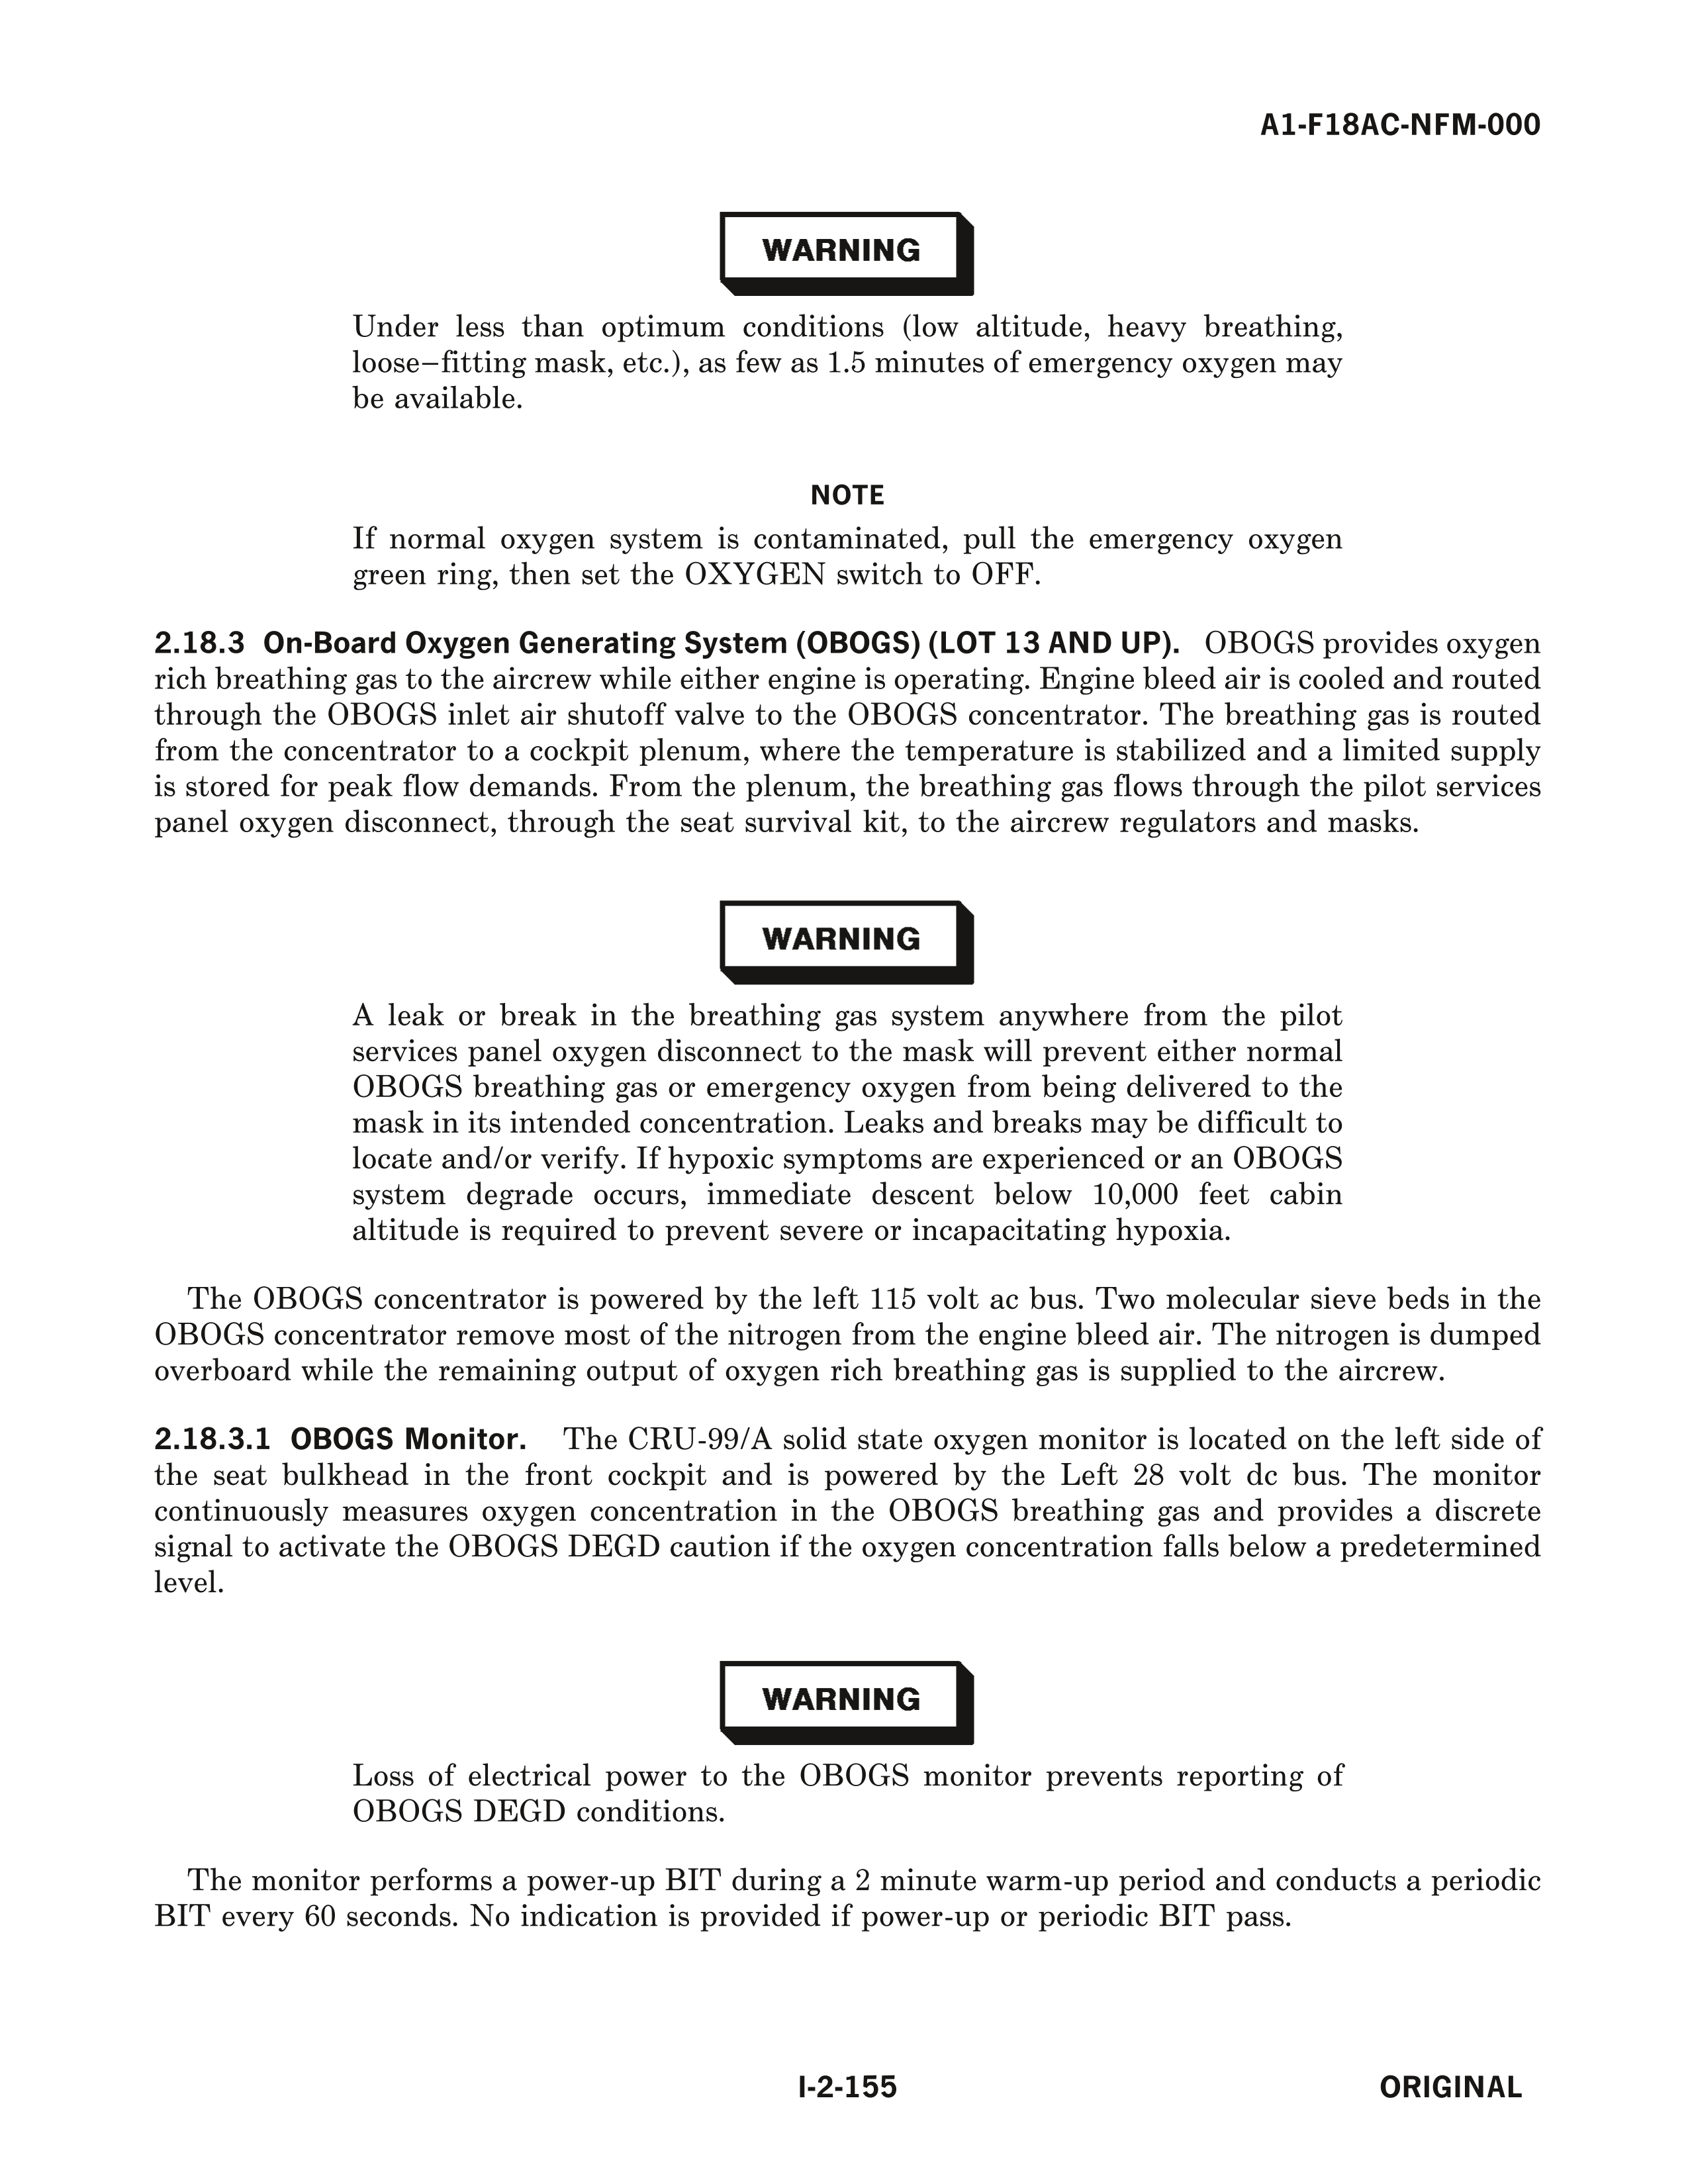 A1-F18AC-NFM-000
WARNING
Under less than optimum conditions (low altitude, heavy breathing,
loose–fitting mask, etc.), as few as 1.5 minutes of emergency oxygen may
be available.
NOTE
If normal oxygen system is contaminated, pull the emergency oxygen
green ring, then set the OXYGEN switch to OFF.
2.18.3 On-Board Oxygen Generating System (OBOGS) (LOT 13 AND UP). OBOGS provides oxygen
rich breathing gas to the aircrew while either engine is operating. Engine bleed air is cooled and routed
through the OBOGS inlet air shutoff valve to the OBOGS concentrator. The breathing gas is routed
from the concentrator to a cockpit plenum, where the temperature is stabilized and a limited supply
is stored for peak flow demands. From the plenum, the breathing gas flows through the pilot services
panel oxygen disconnect, through the seat survival kit, to the aircrew regulators and masks.
WARNING
A leak or break in the breathing gas system anywhere from the pilot
services panel oxygen disconnect to the mask will prevent either normal
OBOGS breathing gas or emergency oxygen from being delivered to the
mask in its intended concentration. Leaks and breaks may be difficult to
locate and/or verify. If hypoxic symptoms are experienced or an OBOGS
system degrade occurs, immediate descent below 10,000 feet cabin
altitude is required to prevent severe or incapacitating hypoxia.
The OBOGS concentrator is powered by the left 115 volt ac bus. Two molecular sieve beds in the
OBOGS concentrator remove most of the nitrogen from the engine bleed air. The nitrogen is dumped
overboard while the remaining output of oxygen rich breathing gas is supplied to the aircrew.
2.18.3.1 OBOGS Monitor. The CRU-99/A solid state oxygen monitor is located on the left side of
the seat bulkhead in the front cockpit and is powered by the Left 28 volt dc bus. The monitor
continuously measures oxygen concentration in the OBOGS breathing gas and provides a discrete
signal to activate the OBOGS DEGD caution if the oxygen concentration falls below a predetermined
level.
WARNING
Loss of electrical power to the OBOGS monitor prevents reporting of
OBOGS DEGD conditions.
The monitor performs a power-up BIT during a 2 minute warm-up period and conducts a periodic
BIT every 60 seconds. No indication is provided if power-up or periodic BIT pass.
I-2-155
ORIGINAL